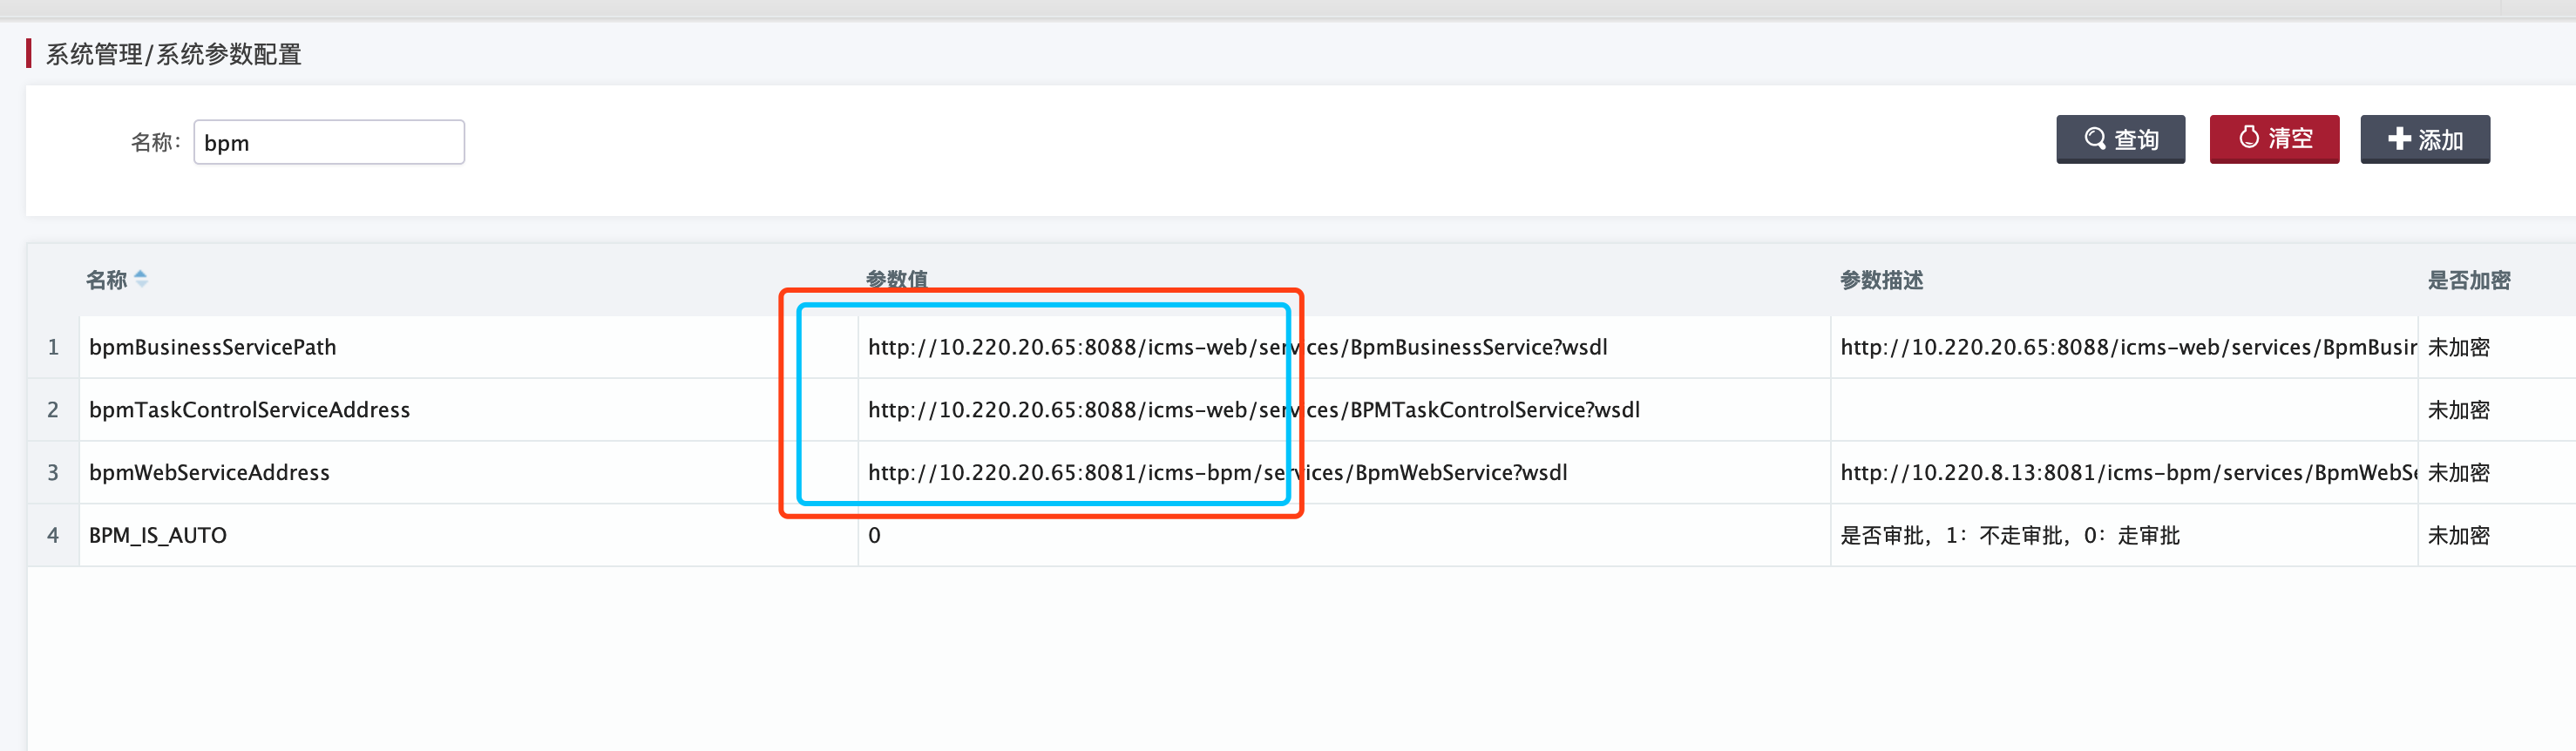 系统管理/系统参数配置
名称： bpm 查询 清空 添加
名称 参数值 参数描述 是否加密
1 bpmBusinessServicePath http://10.220.20.65:8088/icms-web/services/BpmBusinessService?wsdl http://10.220.20.65:8088/icms-web/services/BpmBusir 未加密
2 bpmTaskControlServiceAddress http://10.220.20.65:8088/icms-web/services/BPMTaskControlService?wsdl 未加密
3 bpmWebServiceAddress http://10.220.20.65:8081/icms-bpm/services/BpmWebService?wsdl http://10.220.8.13:8081/icms-bpm/services/BpmWebSe 未加密
4 BPM_IS_AUTO 0 是否审批，1：不走审批，0：走审批 未加密